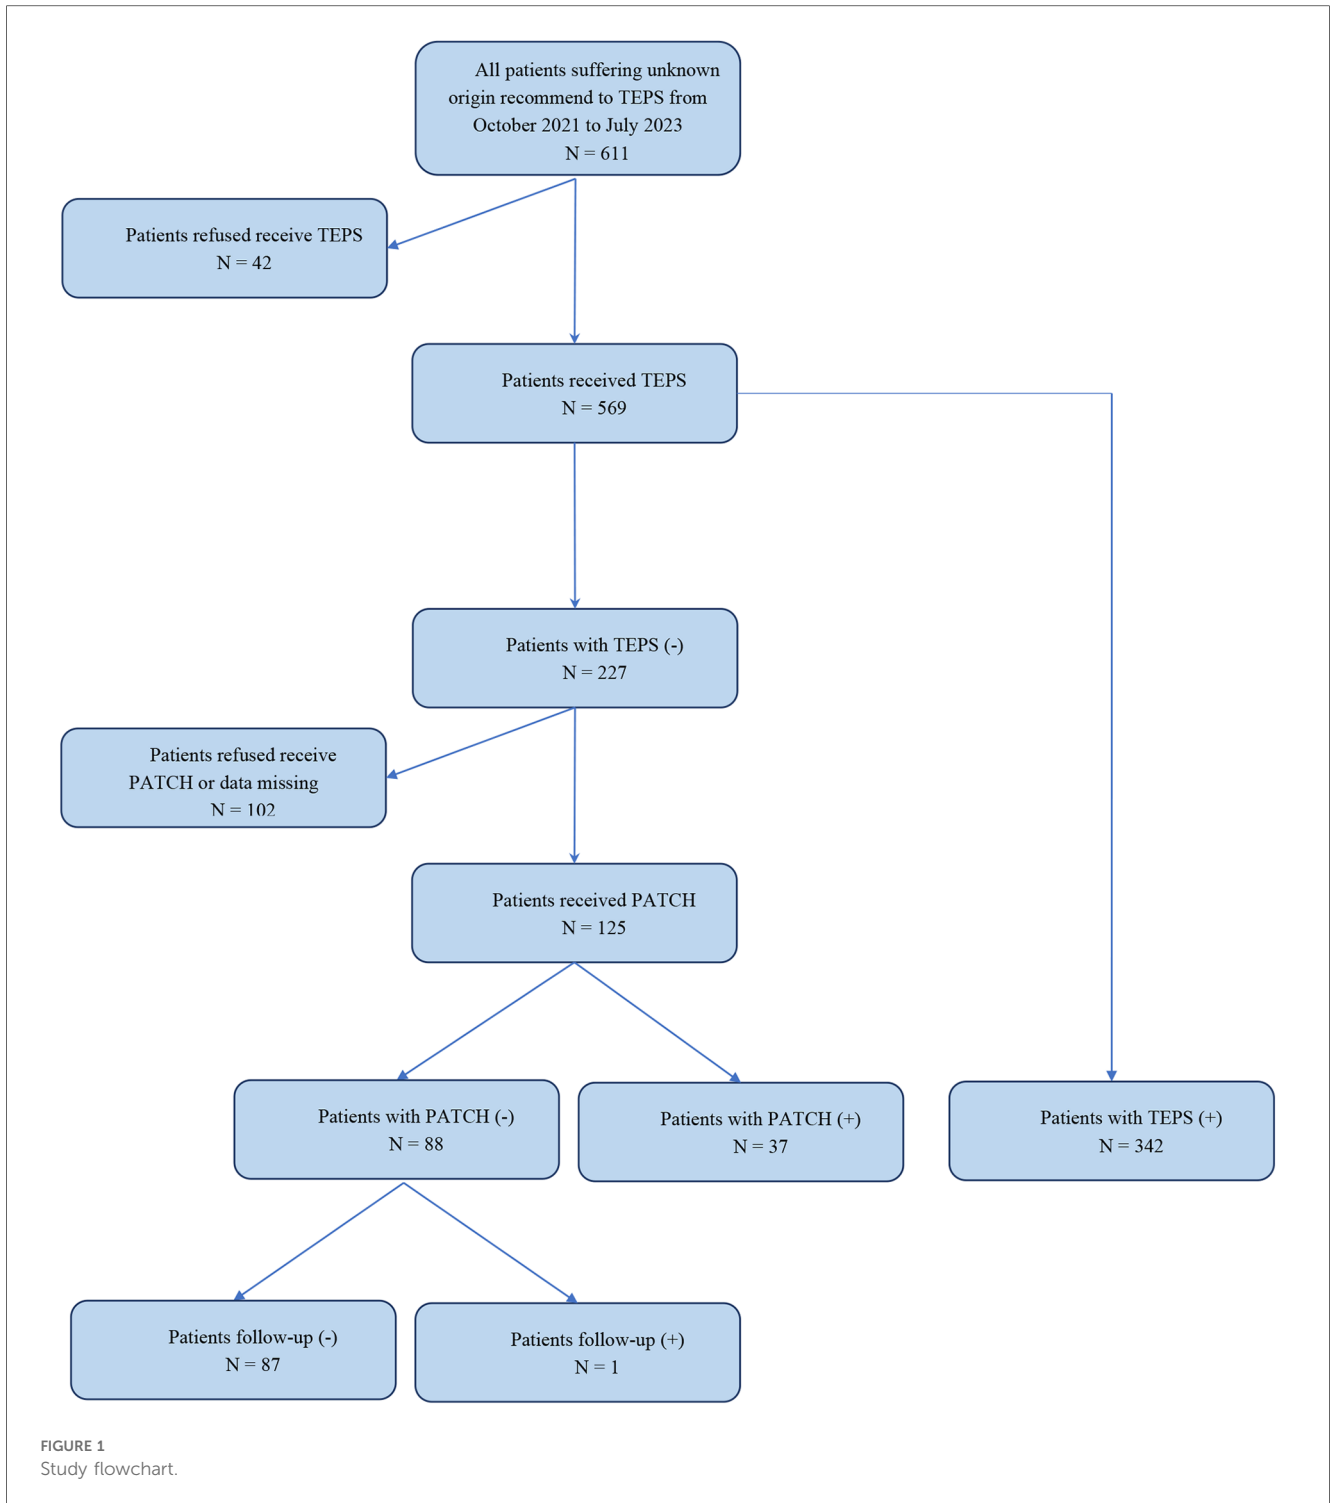 All patients suffering unknown
origin recommend to TEPS from
October 2021 to July 2023
N = 611
Patients refused receive TEPS
N = 42
Patients received TEPS
N = 569
Patients with TEPS (-)
N = 227
Patients refused receive
PATCH or data missing
N = 102
Patients received PATCH
N = 125
Patients with PATCH (-)
N = 88
Patients with PATCH (+)
N = 37
Patients with TEPS (+)
N = 342
Patients follow-up (-)
N = 87
Patients follow-up (+)
N = 1
FIGURE 1
Study flowchart.